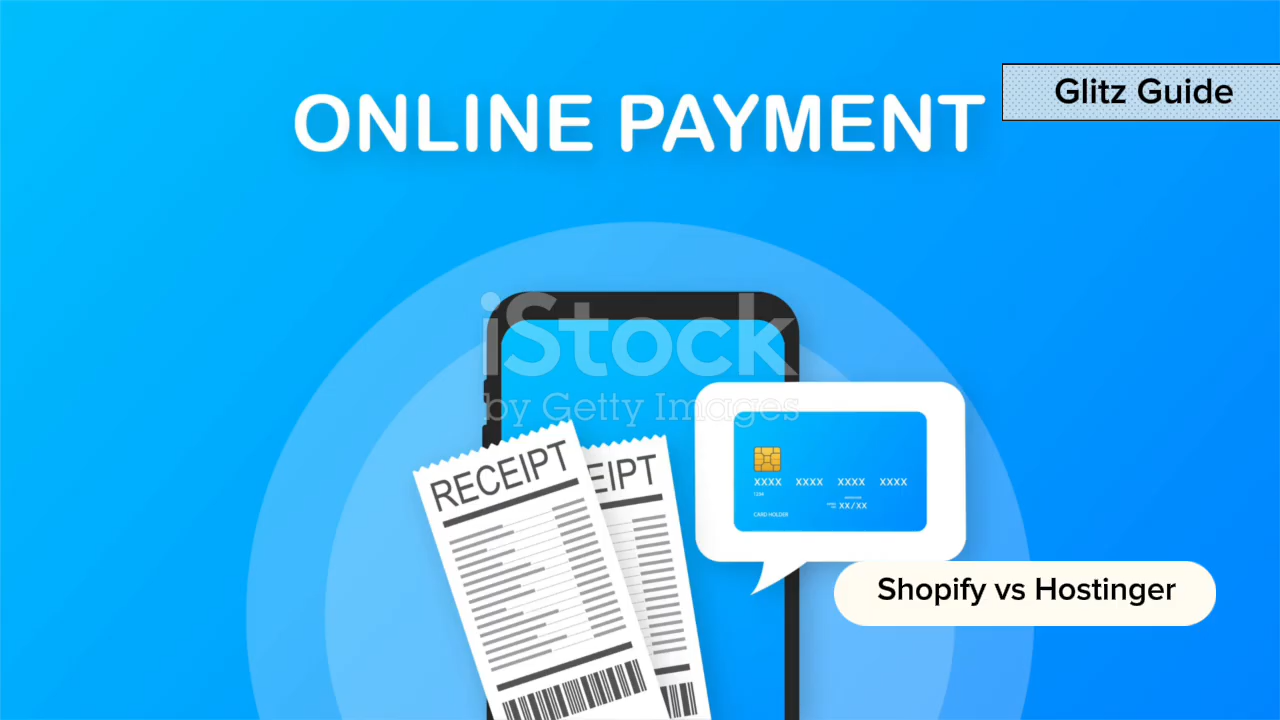 ONLINE PAYMENT
Glitz Guide
iStock
by Getty Images
RECEIPT
EIPT
XXXX XXXX XXXX XXXX
1234
XX/XX
CARD HOLDER
Shopify vs Hostinger